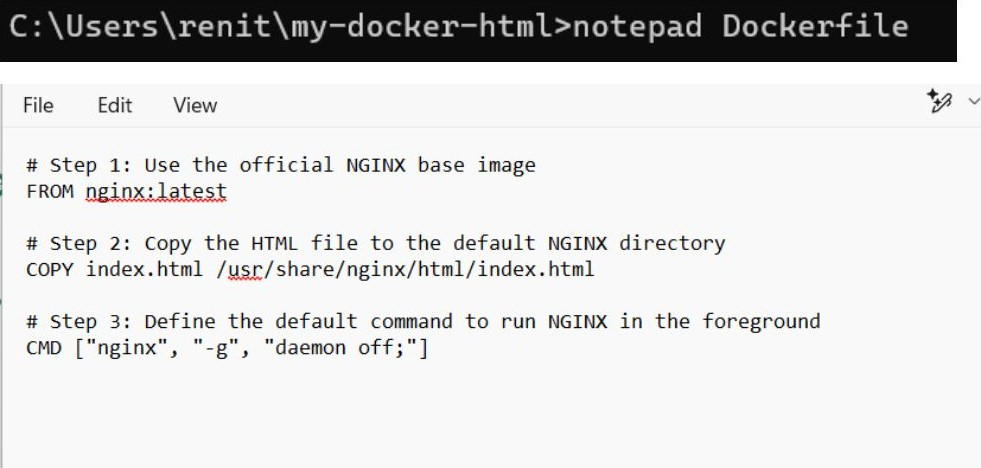 C:\Users\renit\my-docker-html>notepad Dockerfile
File Edit View
# Step 1: Use the official NGINX base image
FROM nginx:latest
# Step 2: Copy the HTML file to the default NGINX directory
COPY index.html /usr/share/nginx/html/index.html
# Step 3: Define the default command to run NGINX in the foreground
CMD ["nginx", "-g", "daemon off;"]